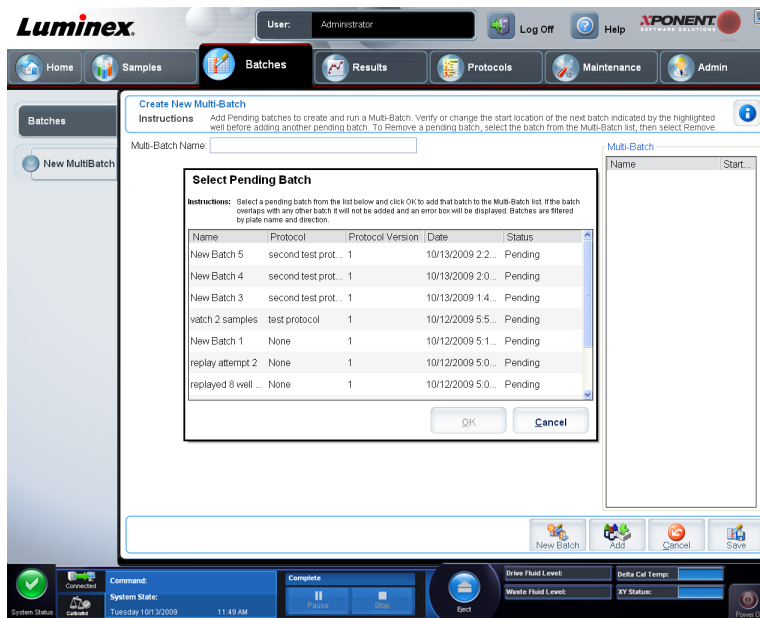 Luminex.
User: Administrator
Log Off
Help
XPONENT.
SOFTWARE SOLUTIONS
Home
Samples
Batches
Results
Protocols
Maintenance
Admin
Batches
New MultiBatch
Create New Multi-Batch
Instructions Add Pending batches to create and run a Multi-Batch. Verify or change the start location of the next batch indicated by the highlighted
well before adding another pending batch. To Remove a pending batch, select the batch from the Multi-Batch list, then select Remove.
Multi-Batch Name:
Multi-Batch
Name Start...
Select Pending Batch
Instructions: Select a pending batch from the list below and click OK to add that batch to the Multi-Batch list. If the batch
overlaps with any other batch it will not be added and an error box will be displayed. Batches are filtered
by plate name and direction.
Name Protocol Protocol Version Date Status
New Batch 5 second test prot... 1 10/13/2009 2:2... Pending
New Batch 4 second test prot... 1 10/13/2009 2:0... Pending
New Batch 3 second test prot... 1 10/13/2009 1:4... Pending
vatch 2 samples test protocol 1 10/12/2009 5:5... Pending
New Batch 1 None 1 10/12/2009 5:1... Pending
replay attempt 2 None 1 10/12/2009 5:0... Pending
replayed 8 well ... None 1 10/12/2009 5:0... Pending
OK
Cancel
New Batch
Add
Cancel
Save
System Status
Connected
Calibrated
Command:
System State:
Tuesday 10/13/2009 11:49 AM
Complete
Pause
Stop
Eject
Drive Fluid Level:
Waste Fluid Level:
Delta Cal Temp:
XY Status:
Power O